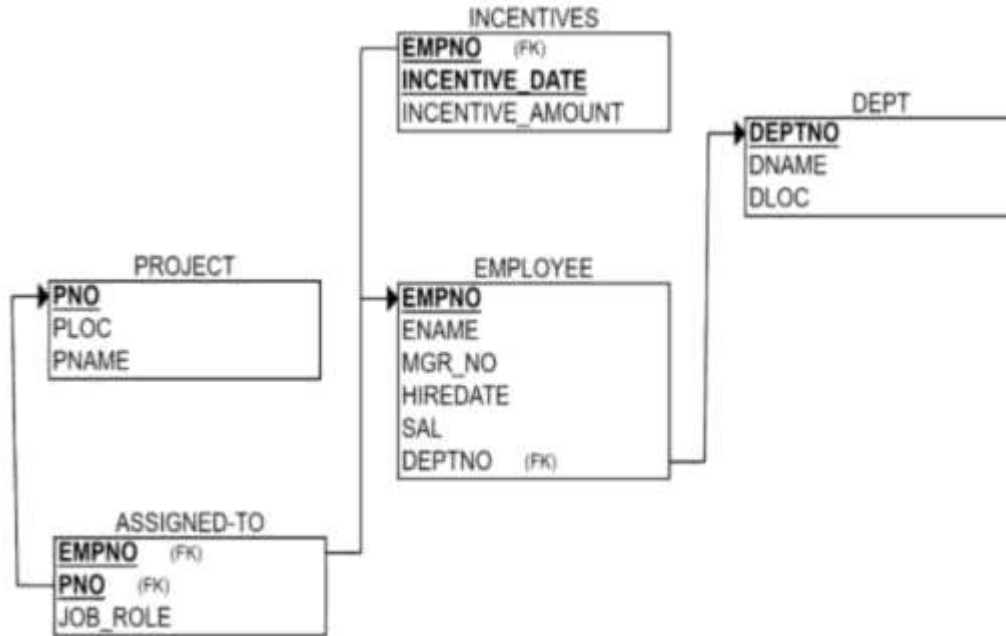 INCENTIVES
EMPNO (FK)
INCENTIVE_DATE
INCENTIVE_AMOUNT
DEPT
DEPTNO
DNAME
DLOC
PROJECT
PNO
PLOC
PNAME
EMPLOYEE
EMPNO
ENAME
MGR_NO
HIREDATE
SAL
DEPTNO (FK)
ASSIGNED-TO
EMPNO (FK)
PNO (FK)
JOB_ROLE